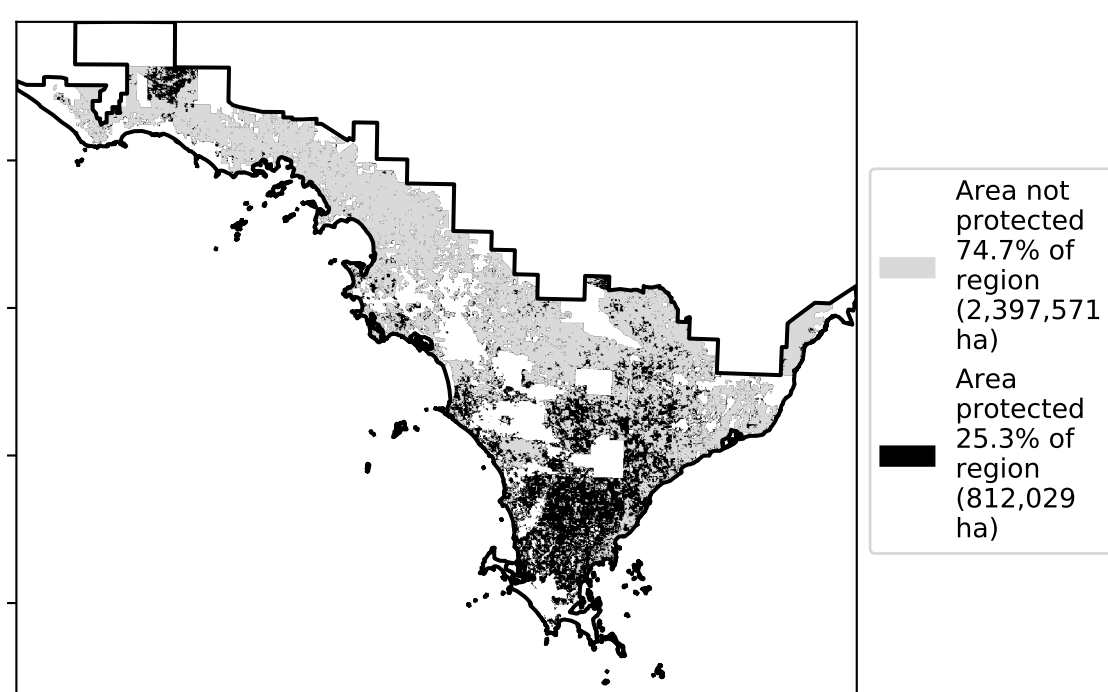 Area not
protected
74.7% of
region
(2,397,571
ha)
Area
protected
25.3% of
region
(812,029
ha)